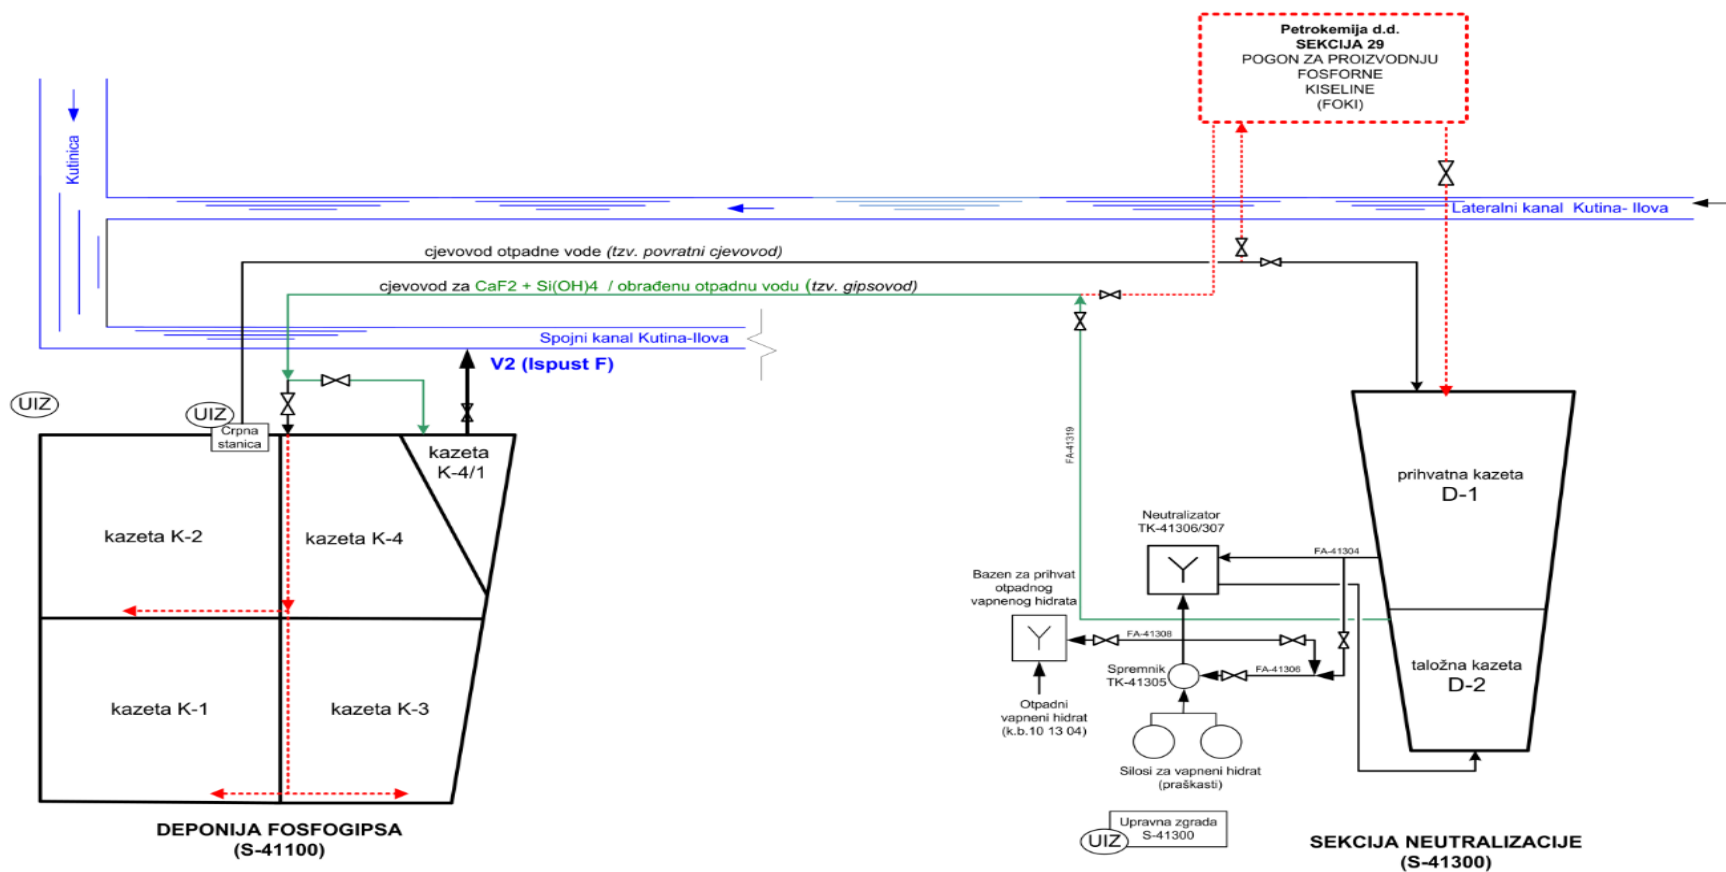 Petrokemija d.d.
SEKCIJA 29
POGON ZA PROIZVODNJU
FOSFORNE
KISELINE
(FOKI)
Kutinica
Lateralni kanal Kutina- Ilova
cjevovod otpadne vode (tzv. povratni cjevovod)
cjevovod za CaF2 + Si(OH)4 / obrađenu otpadnu vodu (tzv. gipsovod)
Spojni kanal Kutina-Ilova
V2 (Ispust F)
UIZ
UIZ
Crpna
stanica
kazeta
K-4/1
kazeta K-2
kazeta K-4
kazeta K-1
kazeta K-3
DEPONIJA FOSFOGIPSA
(S-41100)
FA-41319
prihvatna kazeta
D-1
Neutralizator
TK-41306/307
Y
FA-41304
Bazen za prihvat
otpadnog
vapnenog hidrata
Y
FA-41308
Spremnik
TK-41305
FA-41306
taložna kazeta
D-2
Otpadni
vapneni hidrat
(k.b.10 13 04)
Silosi za vapneni hidrat
(praškasti)
Upravna zgrada
S-41300
UIZ
SEKCIJA NEUTRALIZACIJE
(S-41300)